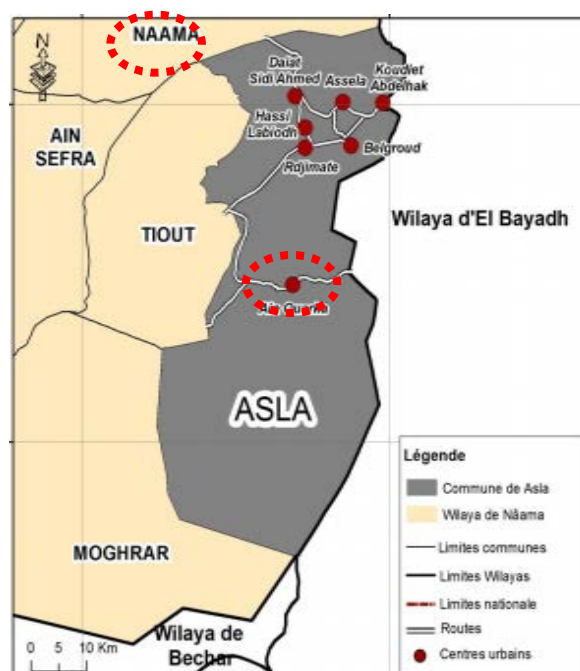 NAAMA
N
Daiat
Sidi Ahmed
Assela
Koudiet
Abdelhak
AIN
SEFRA
Hassi
Labiodh
Rdjimate
Belgroud
TIOUT
Wilaya d'El Bayadh
Ain Ouarka
ASLA
Légende
Commune de Asla
Wilaya de Nâama
Limites communes
Limites Wilayas
Limites nationale
Routes
Centres urbains
MOGHRAR
Wilaya de
Bechar
0 5 10 Km